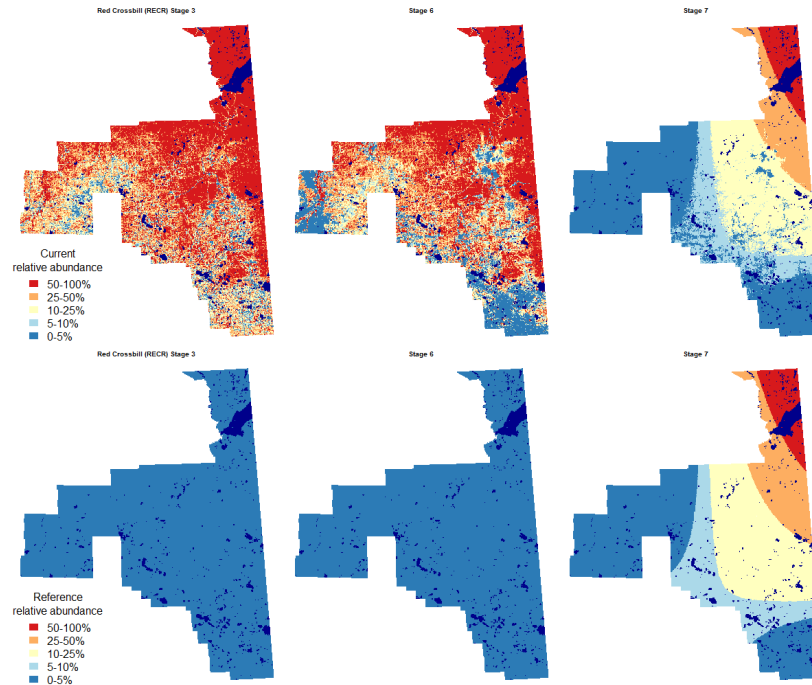 Red Crossbill (RECR) Stage 3
Stage 6
Stage 7
Current
relative abundance
50-100%
25-50%
10-25%
5-10%
0-5%
Red Crossbill (RECR) Stage 3
Stage 6
Stage 7
Reference
relative abundance
50-100%
25-50%
10-25%
5-10%
0-5%